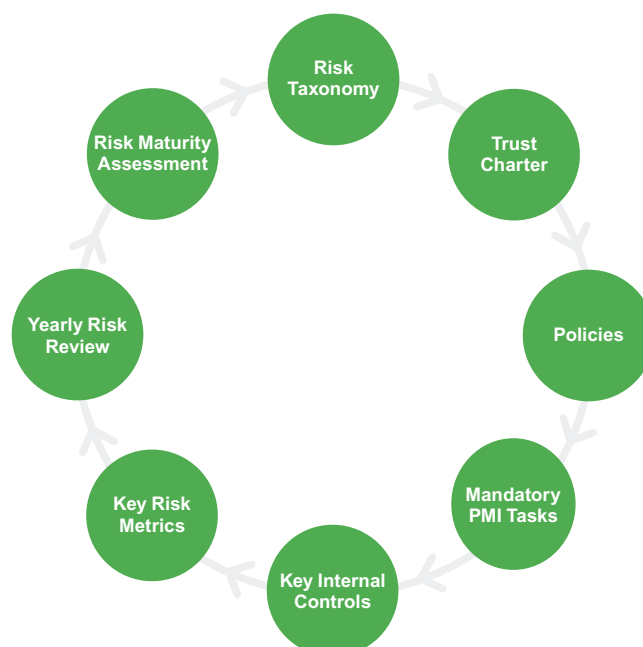 Risk
Taxonomy
Trust
Charter
Policies
Mandatory
PMI Tasks
Key Internal
Controls
Key Risk
Metrics
Yearly Risk
Review
Risk Maturity
Assessment